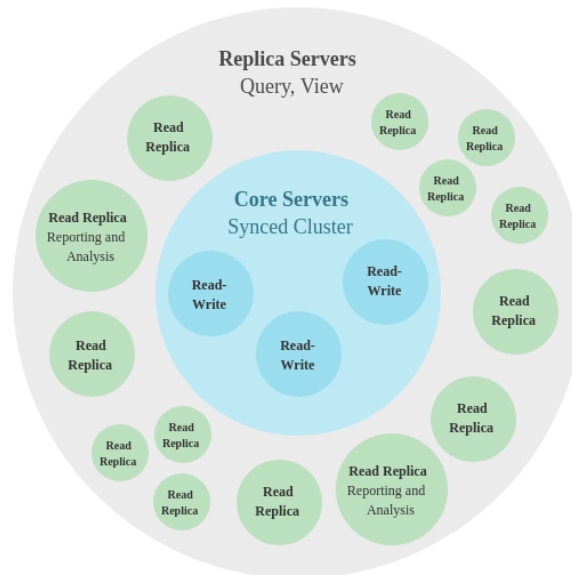 Replica Servers
Query, View
Read
Replica
Read
Replica
Read
Replica
Read
Replica
Read
Replica
Core Servers
Synced Cluster
Read Replica
Reporting and
Analysis
Read-
Write
Read-
Write
Read-
Write
Read
Replica
Read
Replica
Read
Replica
Read
Replica
Read
Replica
Read
Replica
Read
Replica
Read Replica
Reporting and
Analysis
Read
Replica